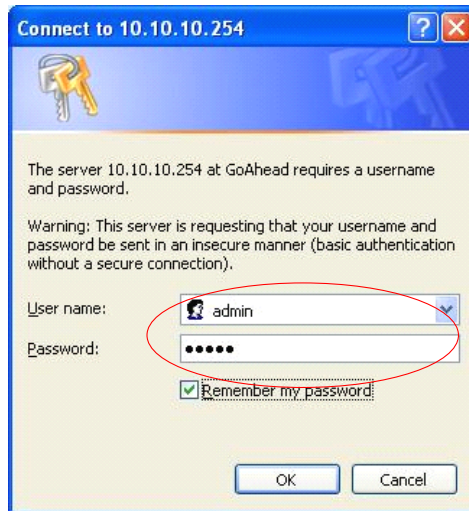 Connect to 10.10.10.254
The server 10.10.10.254 at GoAhead requires a username
and password.
Warning: This server is requesting that your username and
password be sent in an insecure manner (basic authentication
without a secure connection).
User name:
admin
Password:
●●●●●
Remember my password
OK
Cancel